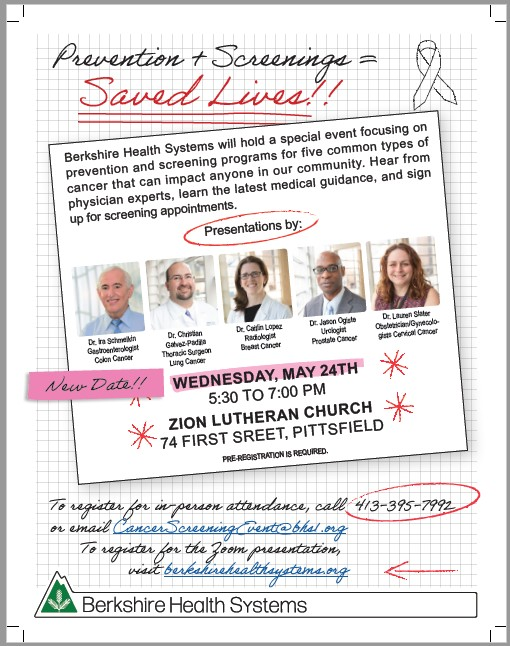 Prevention + Screenings =
Saved Lives!!
Berkshire Health Systems will hold a special event focusing on
prevention and screening programs for five common types of
cancer that can impact anyone in our community. Hear from
physician experts, learn the latest medical guidance, and sign
up for screening appointments.
Presentations by:
Dr. Ira Schmelkin
Gastroenterologist
Colon Cancer
Dr. Christian
Galvez-Padilla
Thoracic Surgeon
Lung Cancer
Dr. Caitlin Lopez
Radiologist
Breast Cancer
Dr. Jason Ogiste
Urologist
Prostate Cancer
Dr. Lauren Slater
Obstetrician/Gynecolo-
gists Cervical Cancer
New Date!!
WEDNESDAY, MAY 24TH
5:30 TO 7:00 PM
ZION LUTHERAN CHURCH
74 FIRST SREET, PITTSFIELD
PRE-REGISTRATION IS REQUIRED.
To register for in-person attendance, call 413-395-7992
or email CancerScreeningEvent@bhs1.org
To register for the Zoom presentation,
visit berkshirehealthsystems.org
Berkshire Health Systems